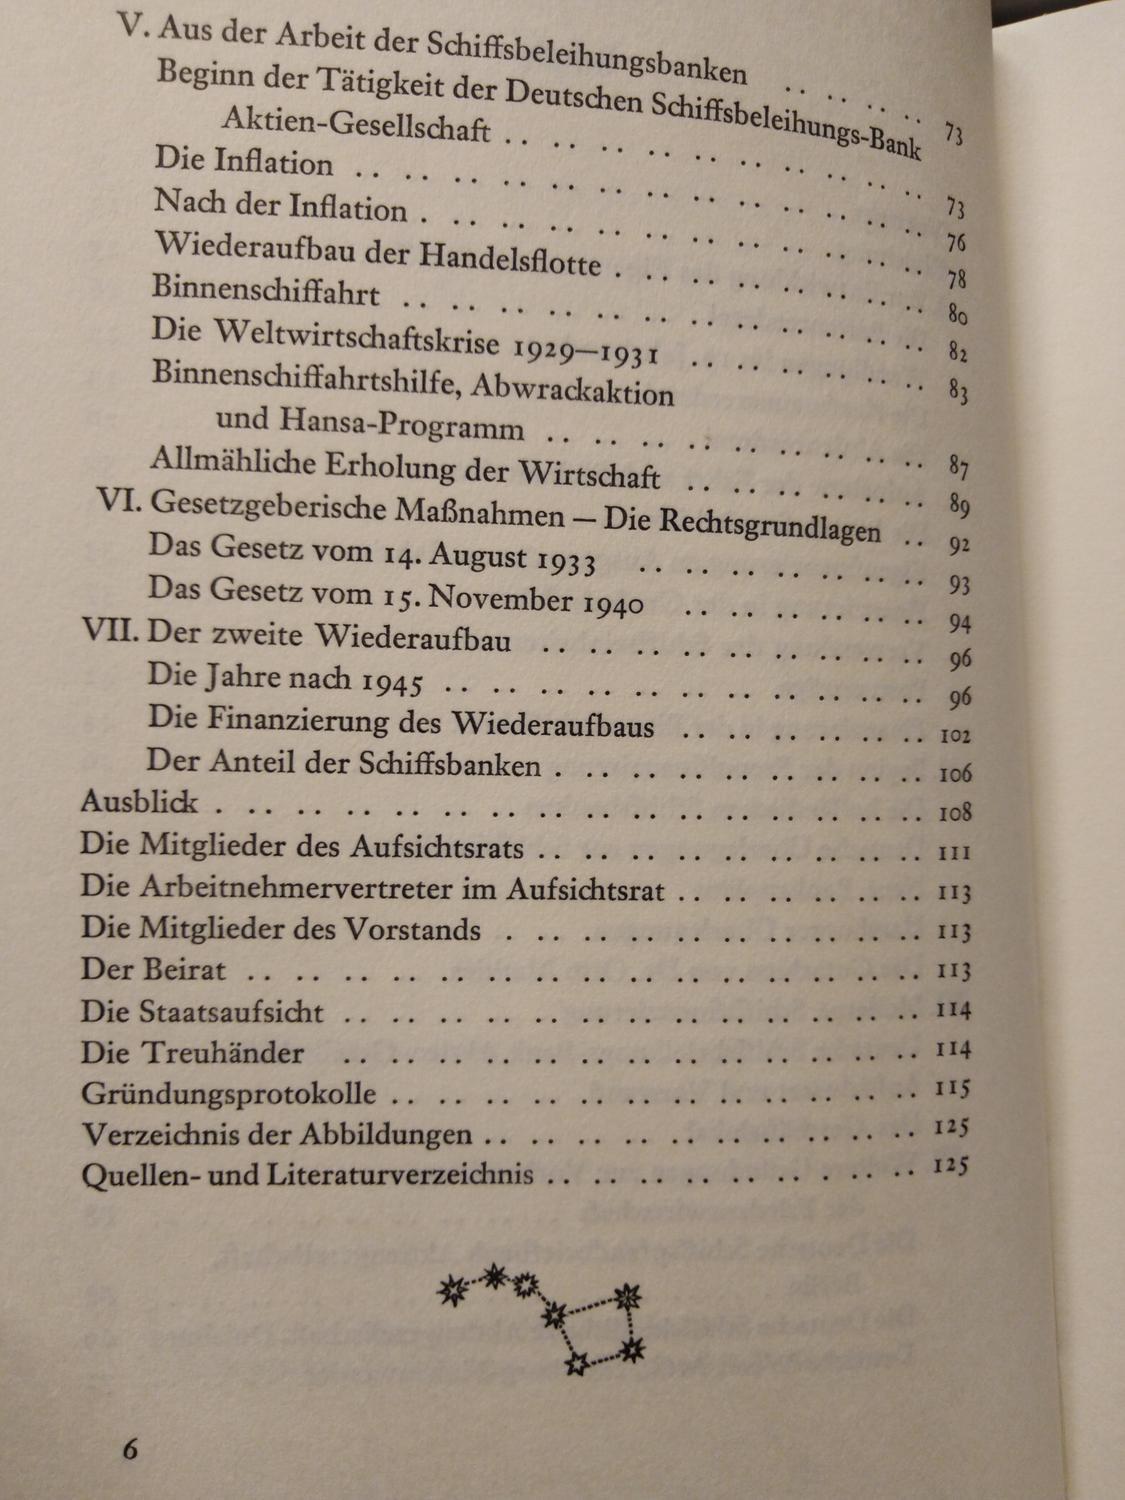 V. Aus der Arbeit der Schiffsbeleihungsbanken . . . . . . 73
Beginn der Tätigkeit der Deutschen Schiffsbeleihungs-Bank
Aktien-Gesellschaft . . . . . . . . . . . . . . . . . . 73
Die Inflation . . . . . . . . . . . . . . . . . . . . . . . . 76
Nach der Inflation . . . . . . . . . . . . . . . . . . . . . 78
Wiederaufbau der Handelsflotte . . . . . . . . . . . . . 80
Binnenschiffahrt . . . . . . . . . . . . . . . . . . . . . . 82
Die Weltwirtschaftskrise 1929—1931 . . . . . . . . . . 83
Binnenschiffahrtshilfe, Abwrackaktion
und Hansa-Programm . . . . . . . . . . . . . . . . 87
Allmähliche Erholung der Wirtschaft . . . . . . . . . . 89
VI. Gesetzgeberische Maßnahmen — Die Rechtsgrundlagen . . 92
Das Gesetz vom 14. August 1933 . . . . . . . . . . . . 93
Das Gesetz vom 15. November 1940 . . . . . . . . . . 94
VII. Der zweite Wiederaufbau . . . . . . . . . . . . . . . . 96
Die Jahre nach 1945 . . . . . . . . . . . . . . . . . . . . 96
Die Finanzierung des Wiederaufbaus . . . . . . . . . . 102
Der Anteil der Schiffsbanken . . . . . . . . . . . . . . . 106
Ausblick . . . . . . . . . . . . . . . . . . . . . . . . . . . . . 108
Die Mitglieder des Aufsichtsrats . . . . . . . . . . . . . . . . 111
Die Arbeitnehmervertreter im Aufsichtsrat . . . . . . . . . . 113
Die Mitglieder des Vorstands . . . . . . . . . . . . . . . . . 113
Der Beirat . . . . . . . . . . . . . . . . . . . . . . . . . . . . 113
Die Staatsaufsicht . . . . . . . . . . . . . . . . . . . . . . . . 114
Die Treuhänder . . . . . . . . . . . . . . . . . . . . . . . . 114
Gründungsprotokolle . . . . . . . . . . . . . . . . . . . . . . 115
Verzeichnis der Abbildungen . . . . . . . . . . . . . . . . . . 125
Quellen- und Literaturverzeichnis . . . . . . . . . . . . . . . 125
6